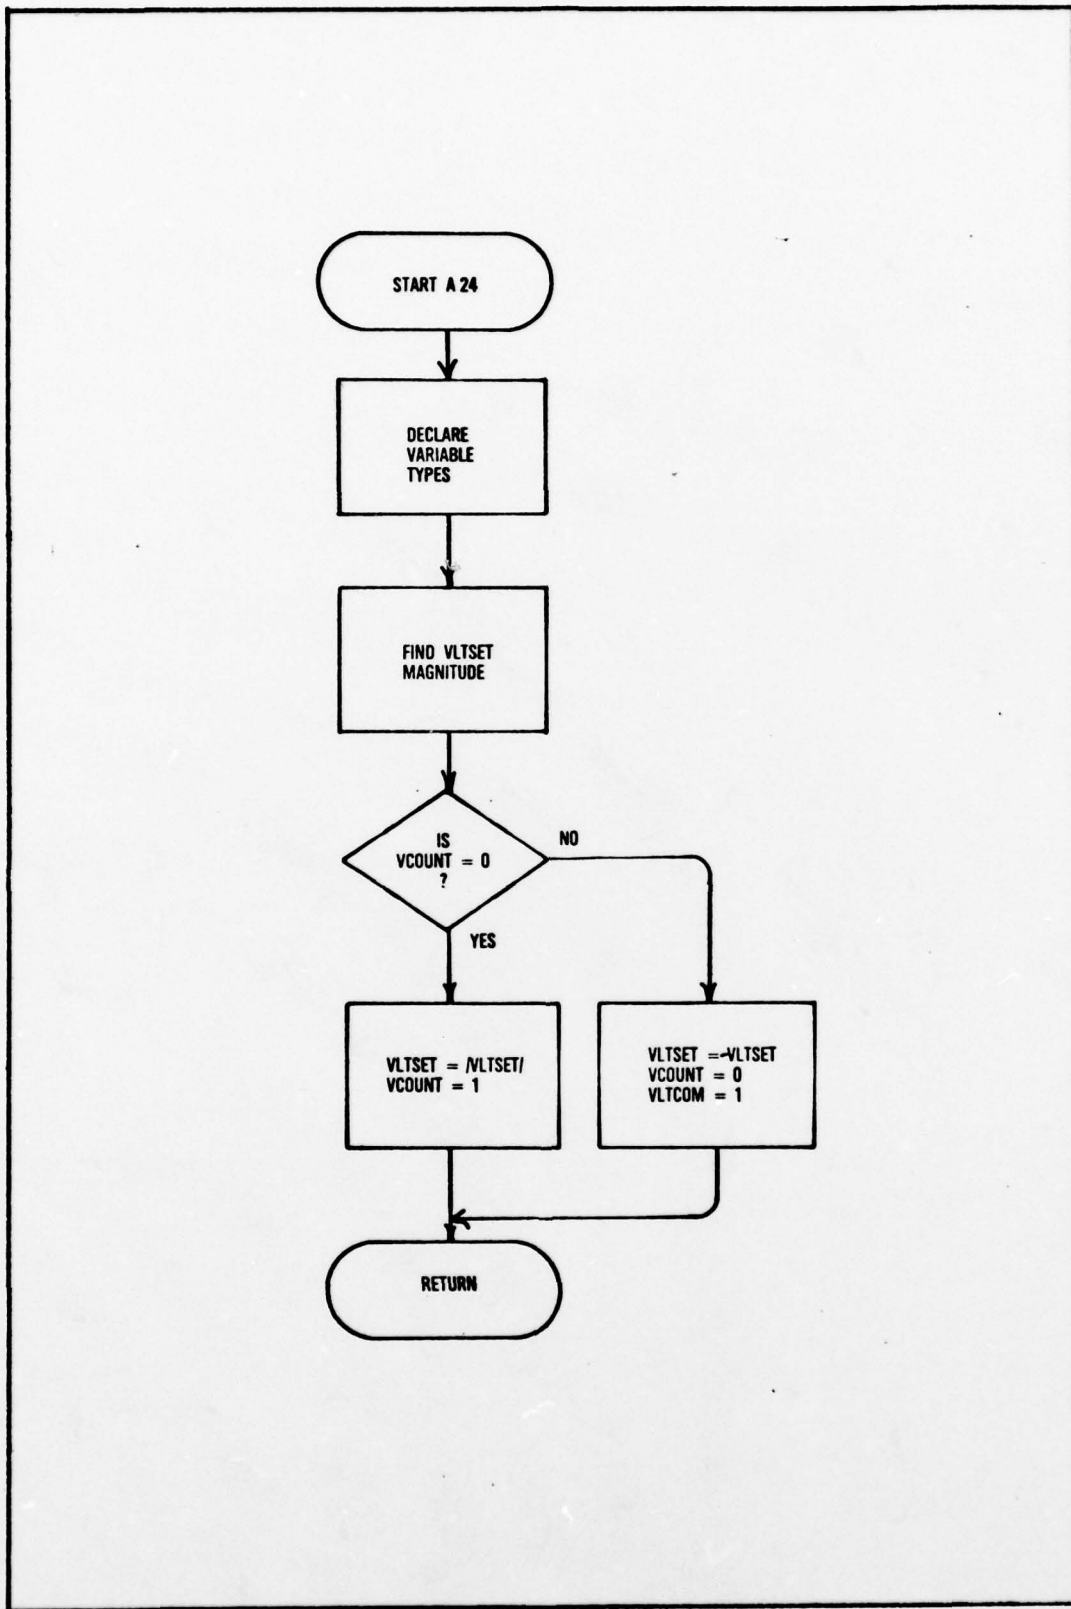 START A 24
DECLARE
VARIABLE
TYPES
FIND VLTSET
MAGNITUDE
IS
VCOUNT = 0
?
NO
YES
VLTSET = /VLTSET/
VCOUNT = 1
VLTSET = -VLTSET
VCOUNT = 0
VLTCOM = 1
RETURN